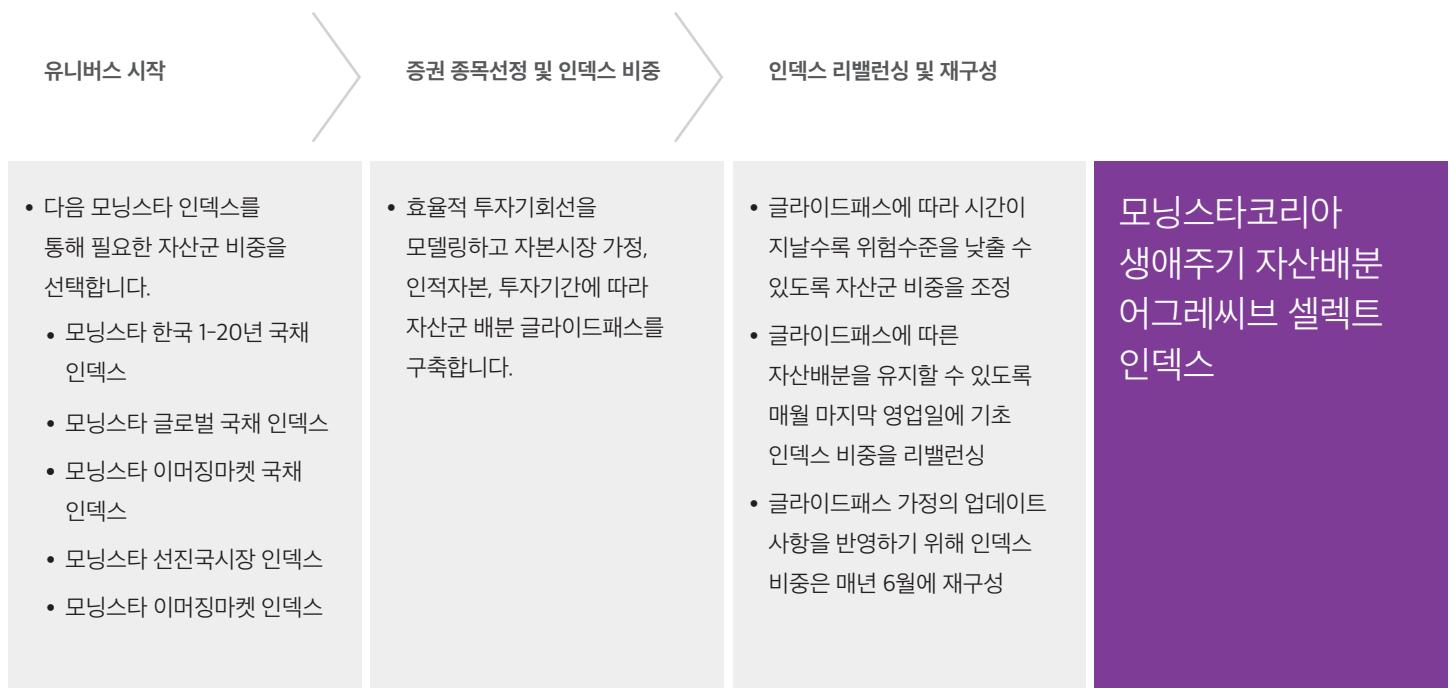 유니버스 시작
증권 종목선정 및 인덱스 비중
인덱스 리밸런싱 및 재구성
• 다음 모닝스타 인덱스를
통해 필요한 자산군 비중을
선택합니다.
• 모닝스타 한국 1-20년 국채
인덱스
• 모닝스타 글로벌 국채 인덱스
• 모닝스타 이머징마켓 국채
인덱스
• 모닝스타 선진국시장 인덱스
• 모닝스타 이머징마켓 인덱스
• 효율적 투자기회선을
모델링하고 자본시장 가정,
인적자본, 투자기간에 따라
자산군 배분 글라이드패스를
구축합니다.
• 글라이드패스에 따라 시간이
지날수록 위험수준을 낮출 수
있도록 자산군 비중을 조정
• 글라이드패스에 따른
자산배분을 유지할 수 있도록
매월 마지막 영업일에 기초
인덱스 비중을 리밸런싱
• 글라이드패스 가정의 업데이트
사항을 반영하기 위해 인덱스
비중은 매년 6월에 재구성
모닝스타코리아
생애주기 자산배분
어그레씨브 셀렉트
인덱스